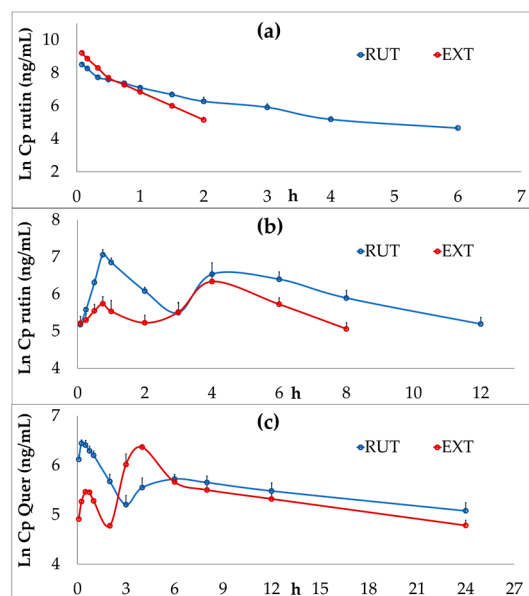 (a)
RUT EXT
Ln Cp rutin (ng/mL)
10
8
6
4
2
0 1 2 3 h 4 5 6 7
(b)
RUT EXT
Ln Cp rutin (ng/mL)
8
7
6
5
4
0 2 4 6 h 8 10 12
(c)
RUT EXT
Ln Cp Quer (ng/mL)
7
6
5
4
0 3 6 9 h 12 15 18 21 24 27